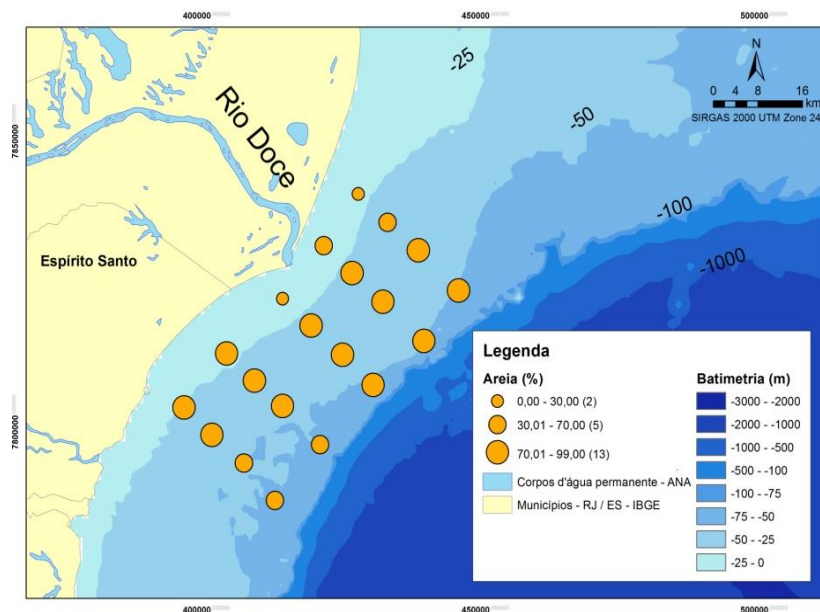 400000
450000
500000
-25
N
0 4 8 16
km
SIRGAS 2000 UTM Zone 24
-50
7850000
Rio Doce
-100
Espírito Santo
-1000
Legenda
Areia (%)
0,00 - 30,00 (2)
30,01 - 70,00 (5)
70,01 - 99,00 (13)
Corpos d'água permanente - ANA
Municípios - RJ / ES - IBGE
Batimetria (m)
-3000 - -2000
-2000 - -1000
-1000 - -500
-500 - -100
-100 - -75
-75 - -50
-50 - -25
-25 - 0
7800000
400000
450000
500000